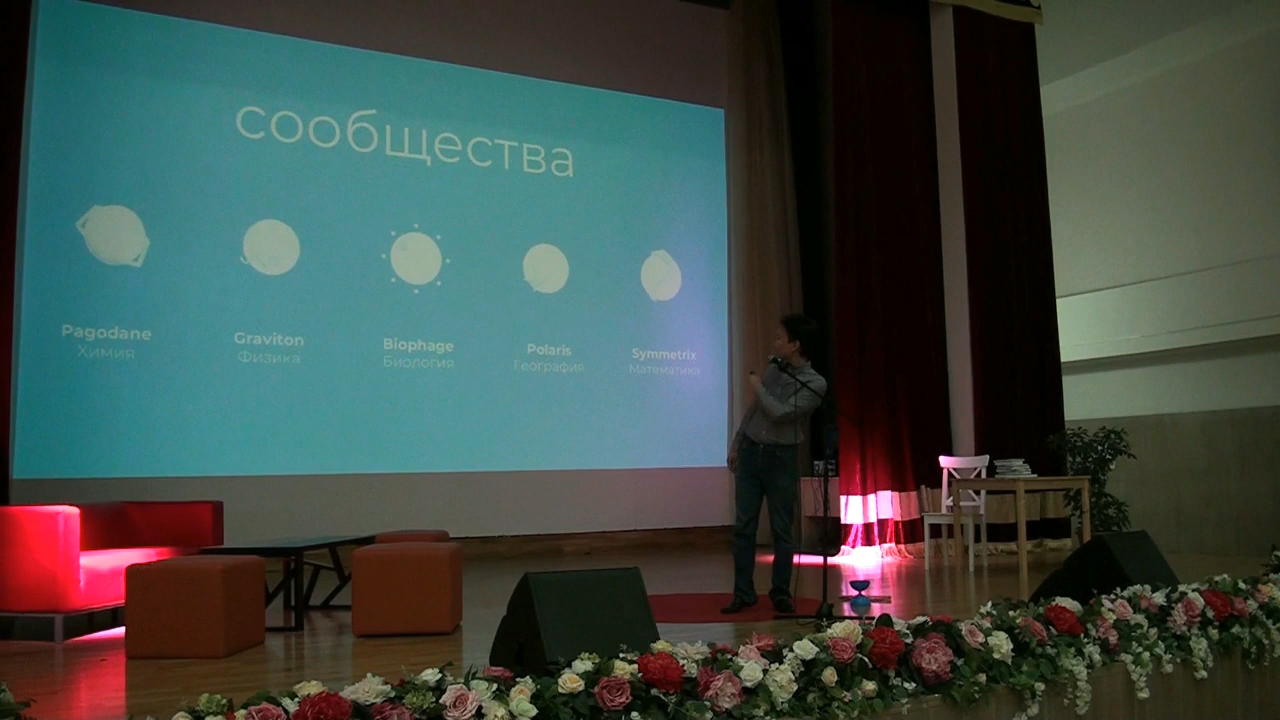 сообщества
Pagodane
Химия
Graviton
Физика
Biophage
Биология
Polaris
География
Symmetrix
Математика